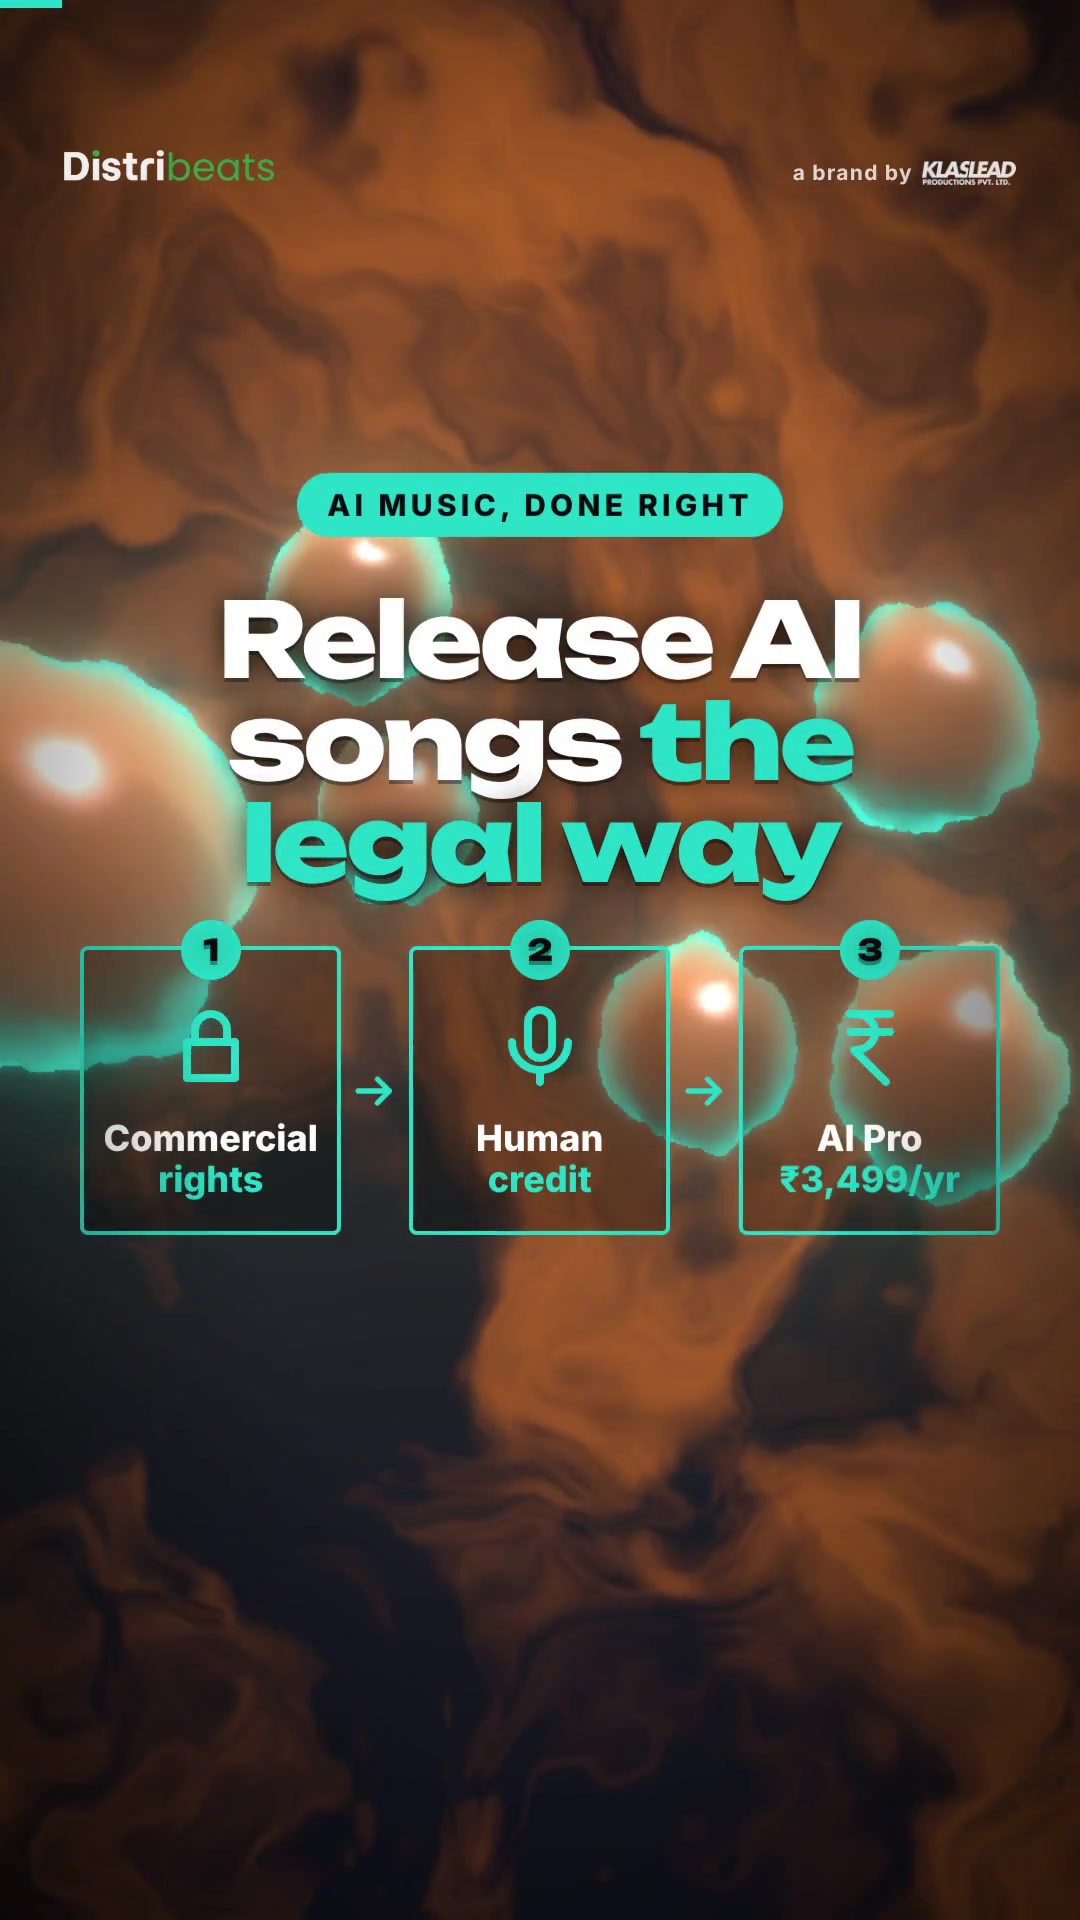 Distribeats
a brand by KLASLEAD
PRODUCTIONS PVT. LTD.
AI MUSIC, DONE RIGHT
Release AI
songs the
legal way
1
Commercial
rights
2
Human
credit
3
₹
AI Pro
₹3,499/yr